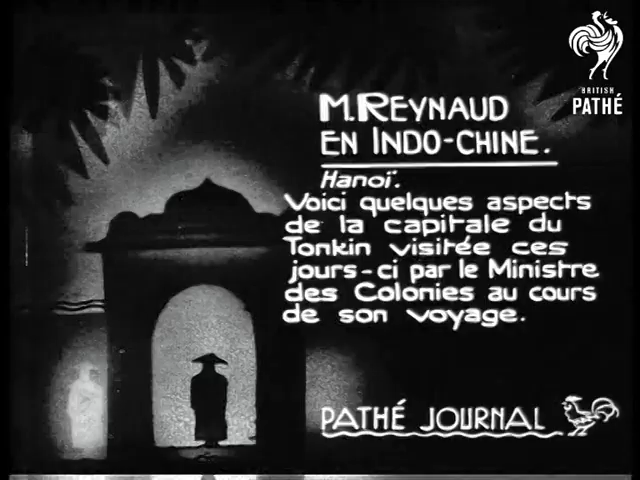 BRITISH
PATHÉ
M. REYNAUD
EN INDO-CHINE.
Hanoï.
Voici quelques aspects
de la capitale du
Tonkin visitée ces
jours-ci par le Ministre
des Colonies au cours
de son voyage.
PATHÉ JOURNAL